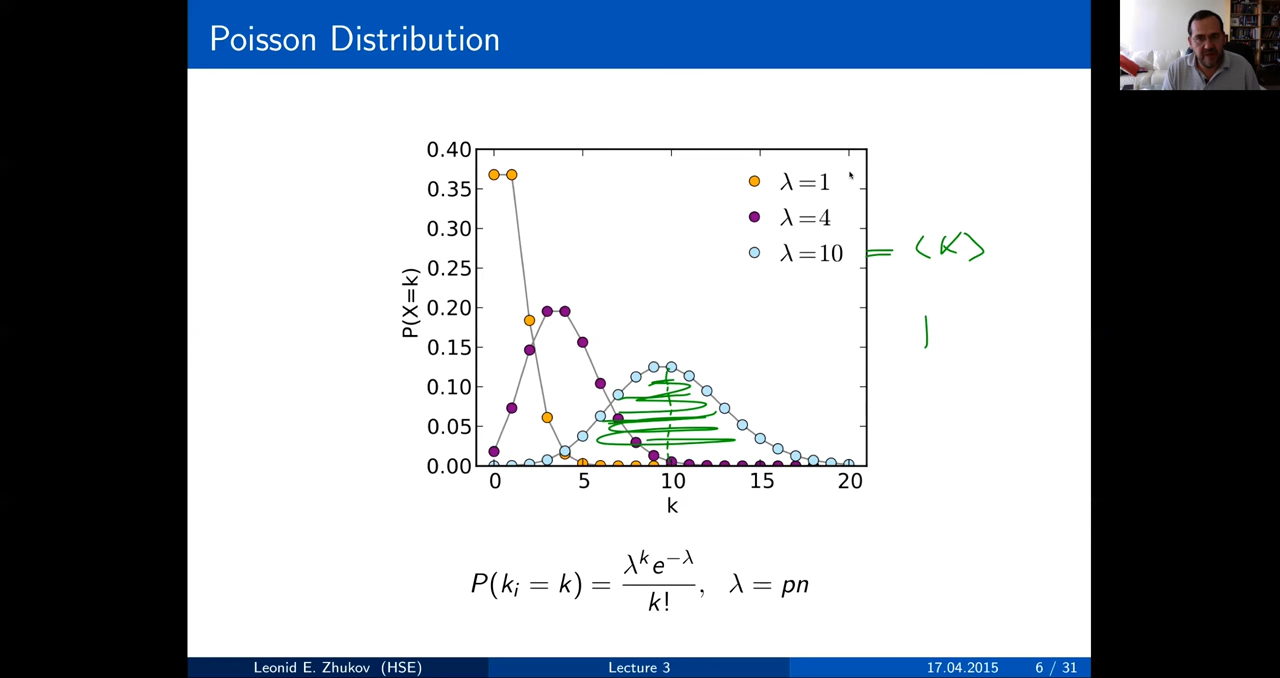 Poisson Distribution
0.40
0.35
0.30
0.25
0.20
0.15
0.10
0.05
0.00
P(X=k)
λ=1
λ=4
λ=10 = ⟨k⟩
0 5 10 15 20
k
P(k_i = k) = λ^k e^{−λ} / k!, λ = pn
Leonid E. Zhukov (HSE) Lecture 3 17.04.2015 6 / 31